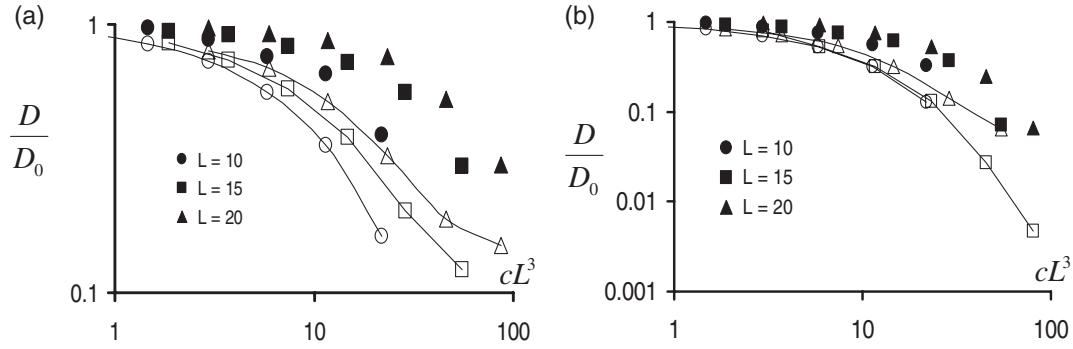 (a)
1
D
D₀
L = 10
L = 15
L = 20
cL³
0.1
1
10
100
(b)
1
0.1
D
D₀
L = 10
L = 15
0.01
L = 20
cL³
0.001
1
10
100